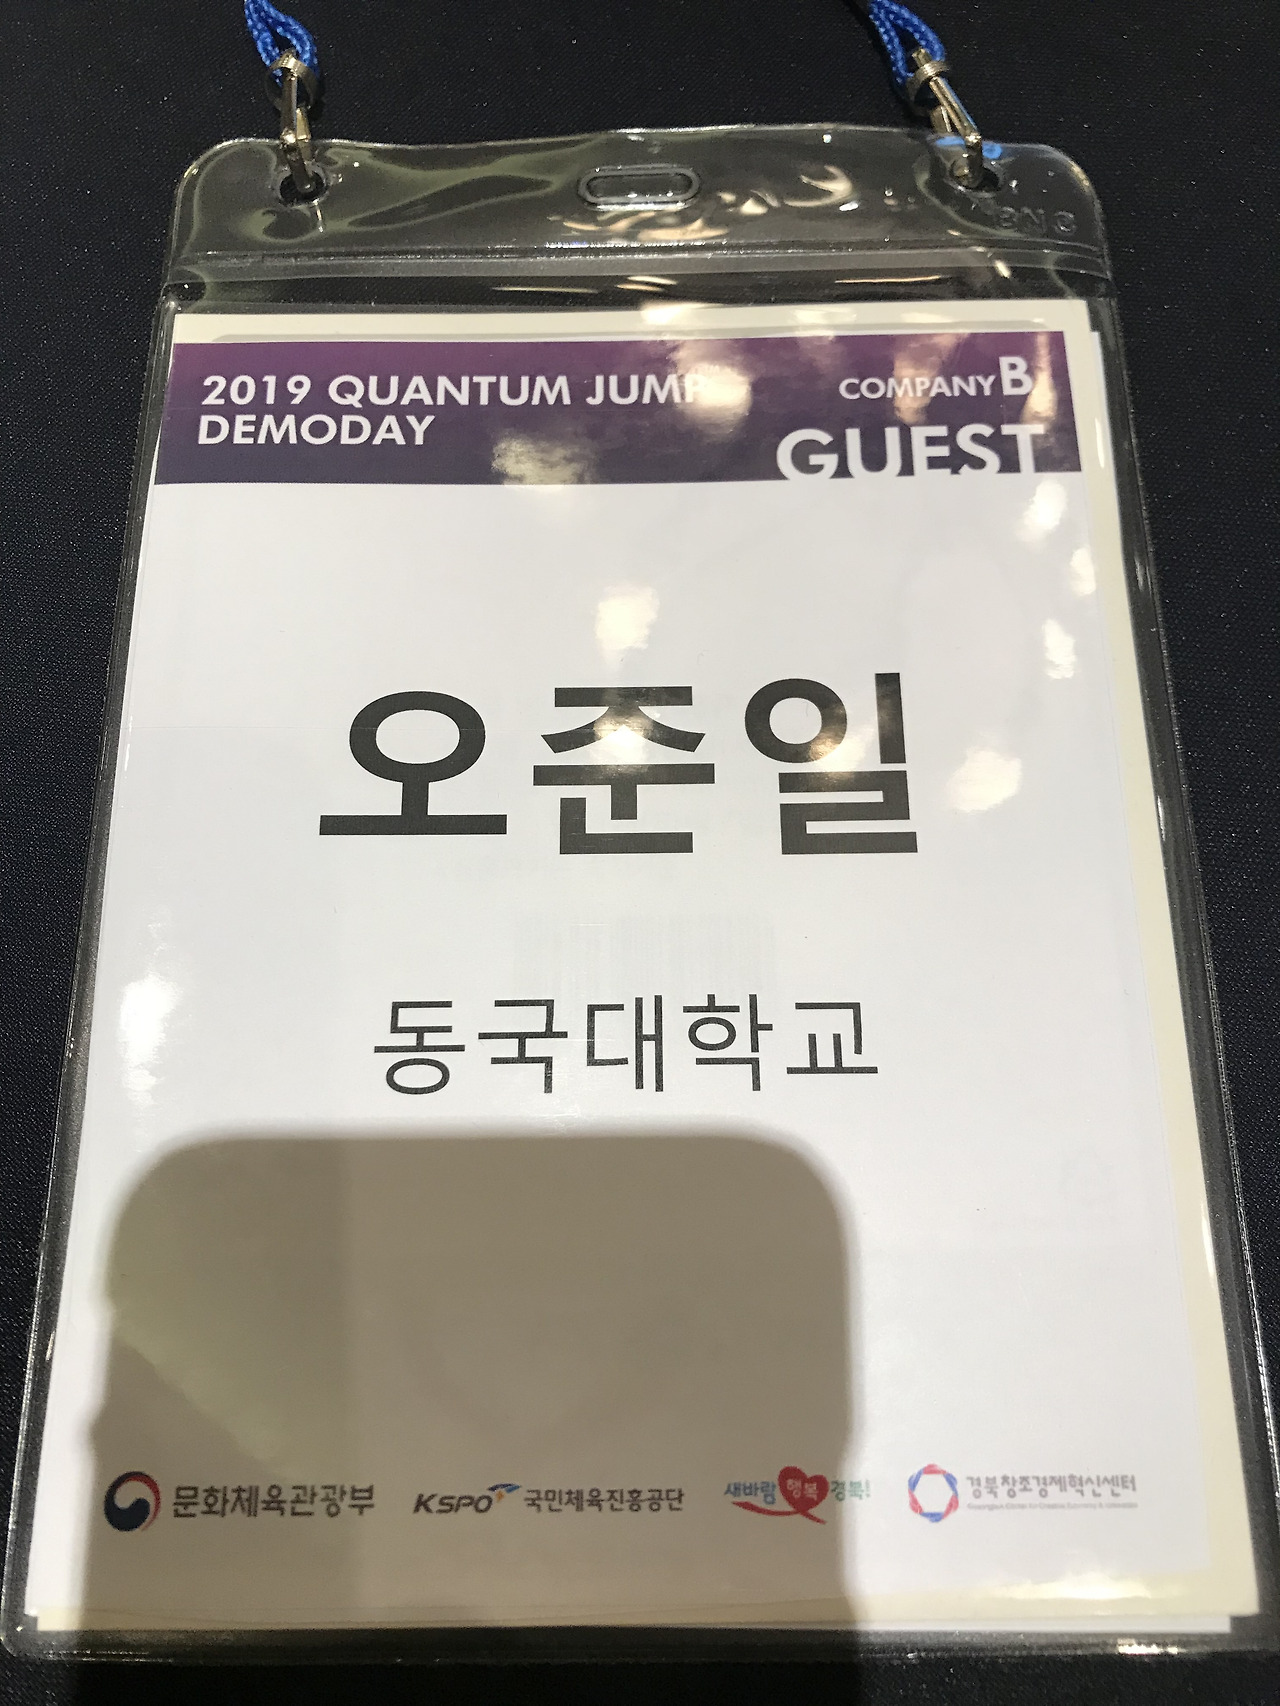 2019 QUANTUM JUMP
DEMODAY
COMPANY B
GUEST
오준일
동국대학교
문화체육관광부
KSPO 국민체육진흥공단
새바람 행복 경북!
경북창조경제혁신센터